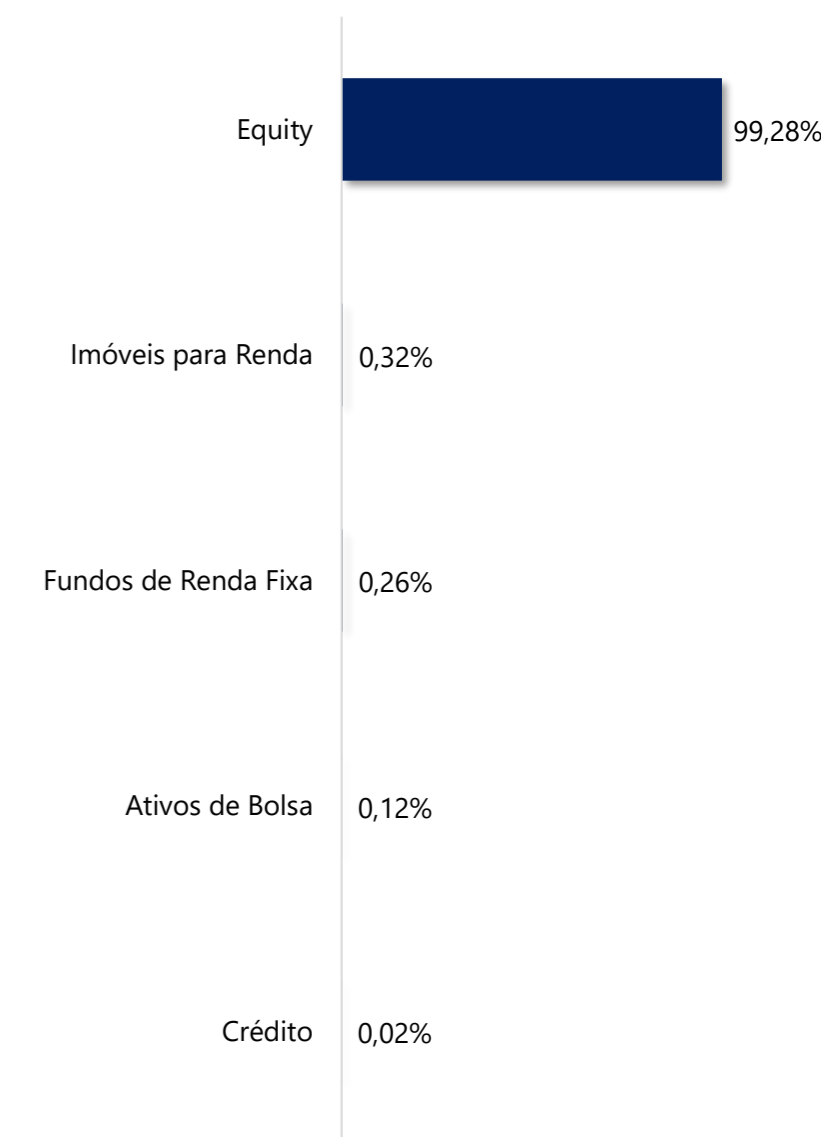 Equity 99,28%
Imóveis para Renda 0,32%
Fundos de Renda Fixa 0,26%
Ativos de Bolsa 0,12%
Crédito 0,02%